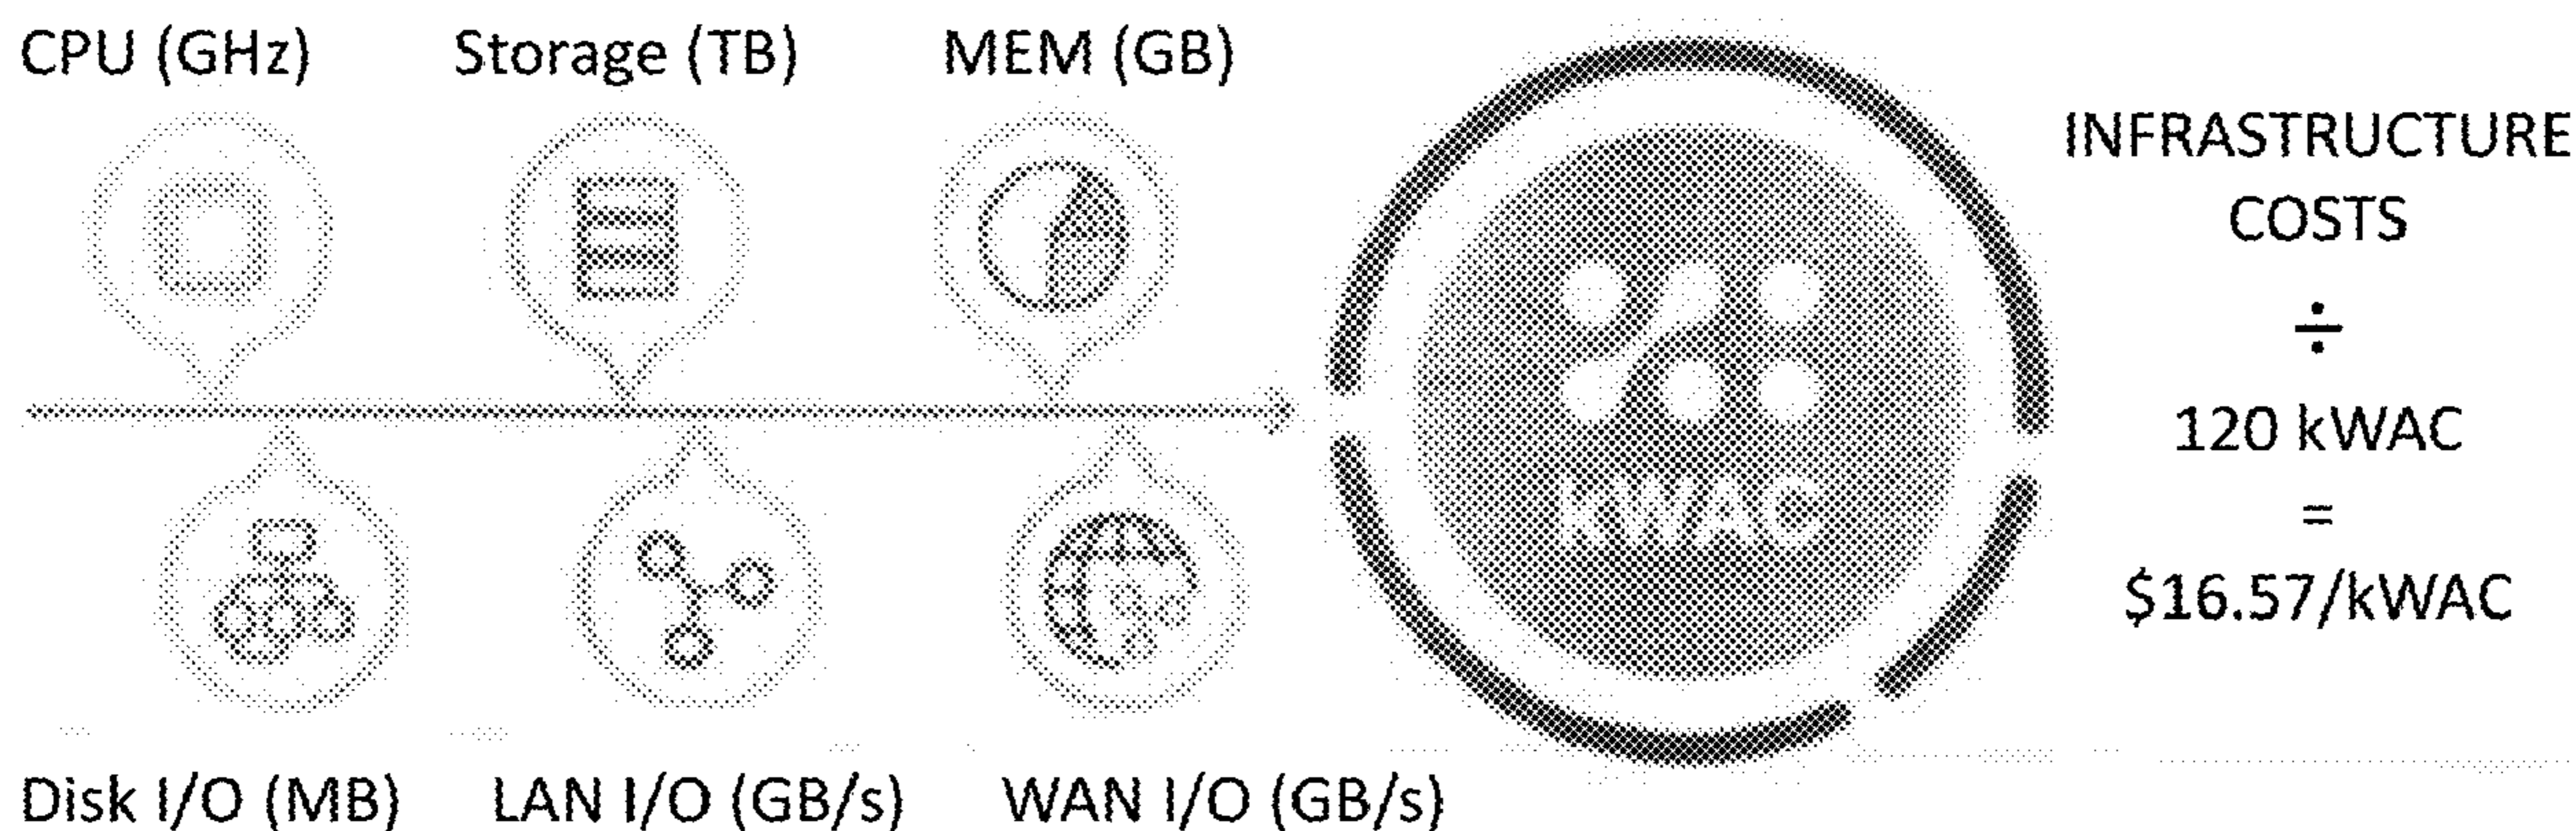 CPU (GHz)
Storage (TB)
MEM (GB)
Disk I/O (MB)
LAN I/O (GB/s)
WAN I/O (GB/s)
kWAC
INFRASTRUCTURE
COSTS
÷
120 kWAC
=
$16.57/kWAC